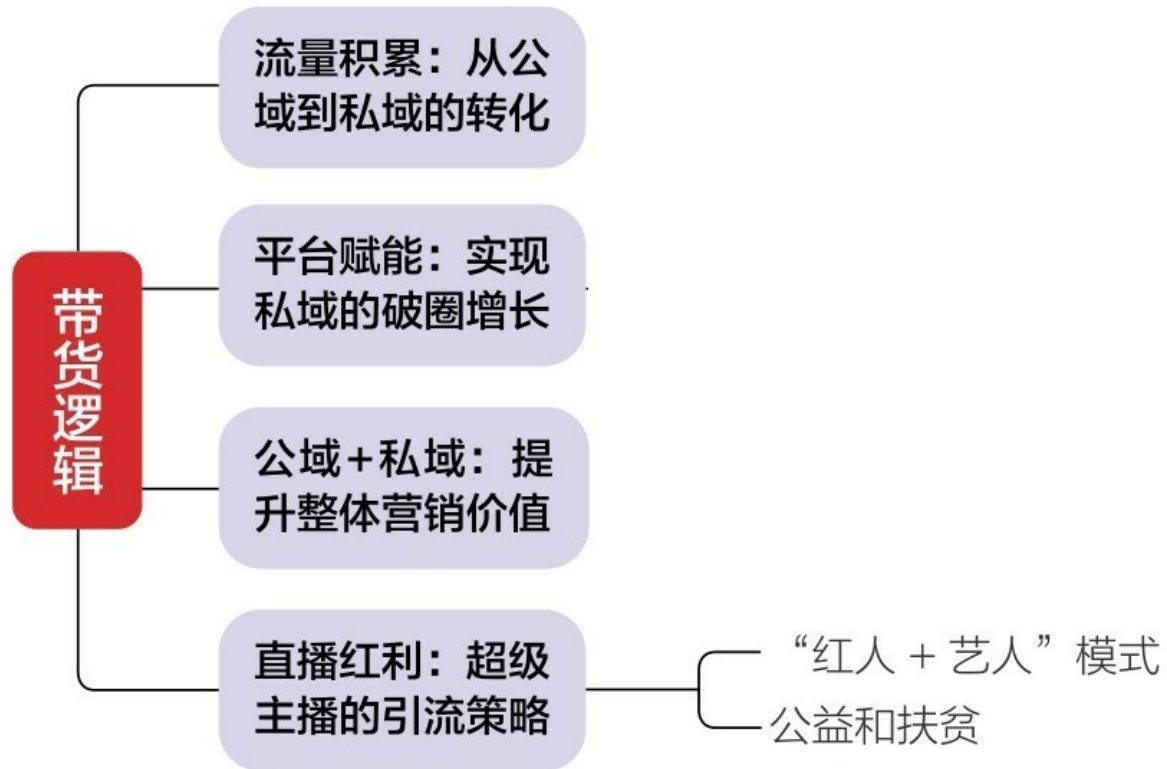 带货逻辑
流量积累：从公
域到私域的转化
平台赋能：实现
私域的破圈增长
公域+私域：提
升整体营销价值
直播红利：超级
主播的引流策略
“红人 + 艺人”模式
公益和扶贫